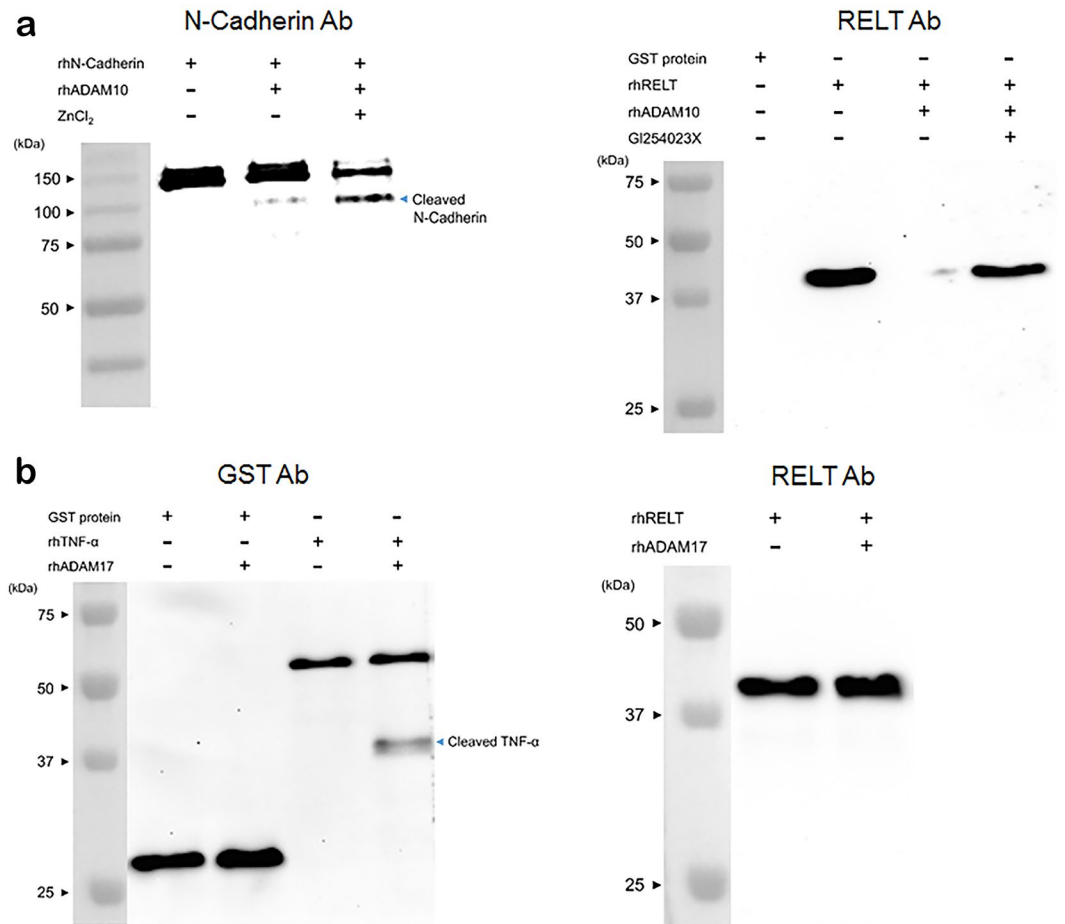 a
N-Cadherin Ab
rhN-Cadherin + + +
rhADAM10 - + +
ZnCl2 - - +
(kDa)
150
100
75
50
Cleaved
N-Cadherin
RELT Ab
GST protein + - - -
rhRELT - + + +
rhADAM10 - - + +
GI254023X - - - +
(kDa)
75
50
37
25
b
GST Ab
GST protein + + - -
rhTNF-α - - + +
rhADAM17 - + - +
(kDa)
75
50
37
25
Cleaved TNF-α
RELT Ab
rhRELT + +
rhADAM17 - +
(kDa)
50
37
25